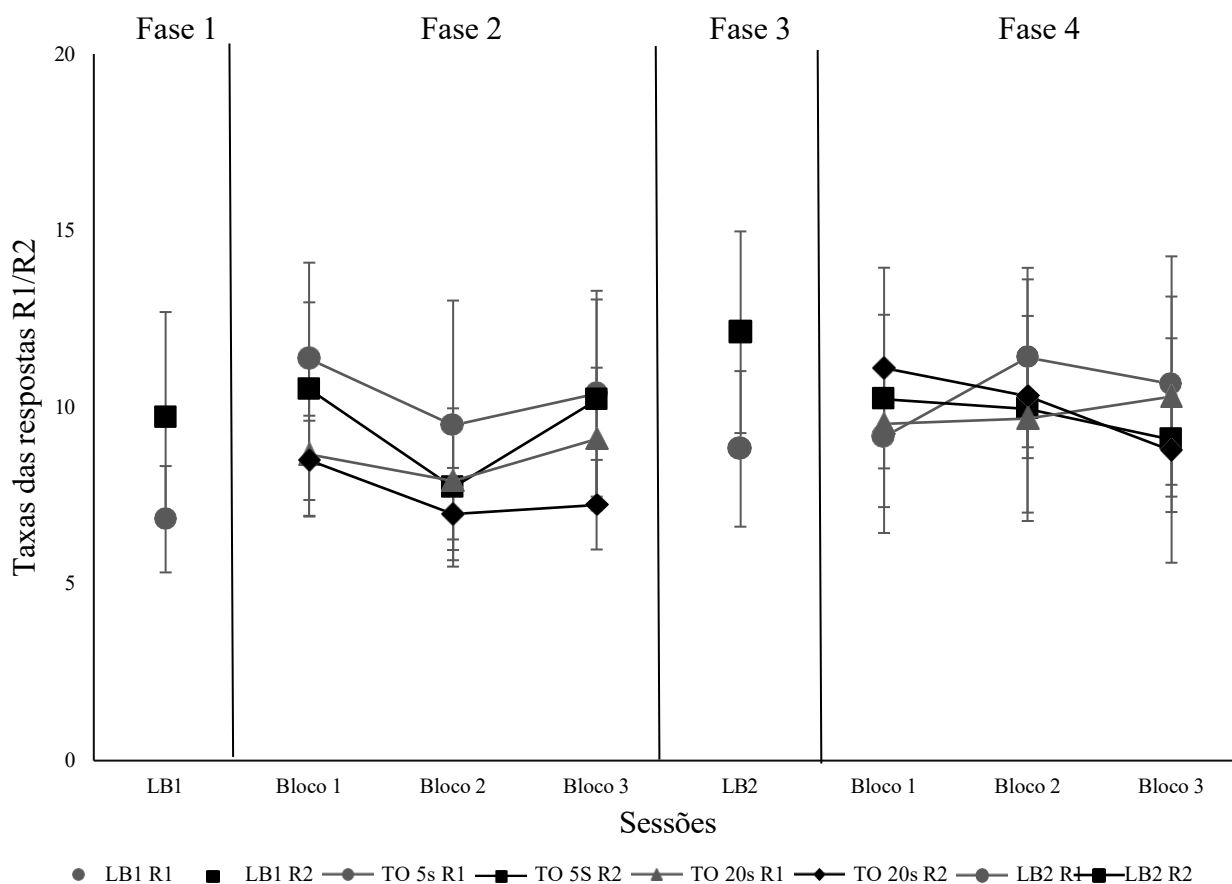 Fase 1 Fase 2 Fase 3 Fase 4
20
15
10
5
0
Taxas das respostas R1/R2
LB1 Bloco 1 Bloco 2 Bloco 3 LB2 Bloco 1 Bloco 2 Bloco 3
Sessões
LB1 R1 LB1 R2 TO 5s R1 TO 5S R2 TO 20s R1 TO 20s R2 LB2 R1 LB2 R2